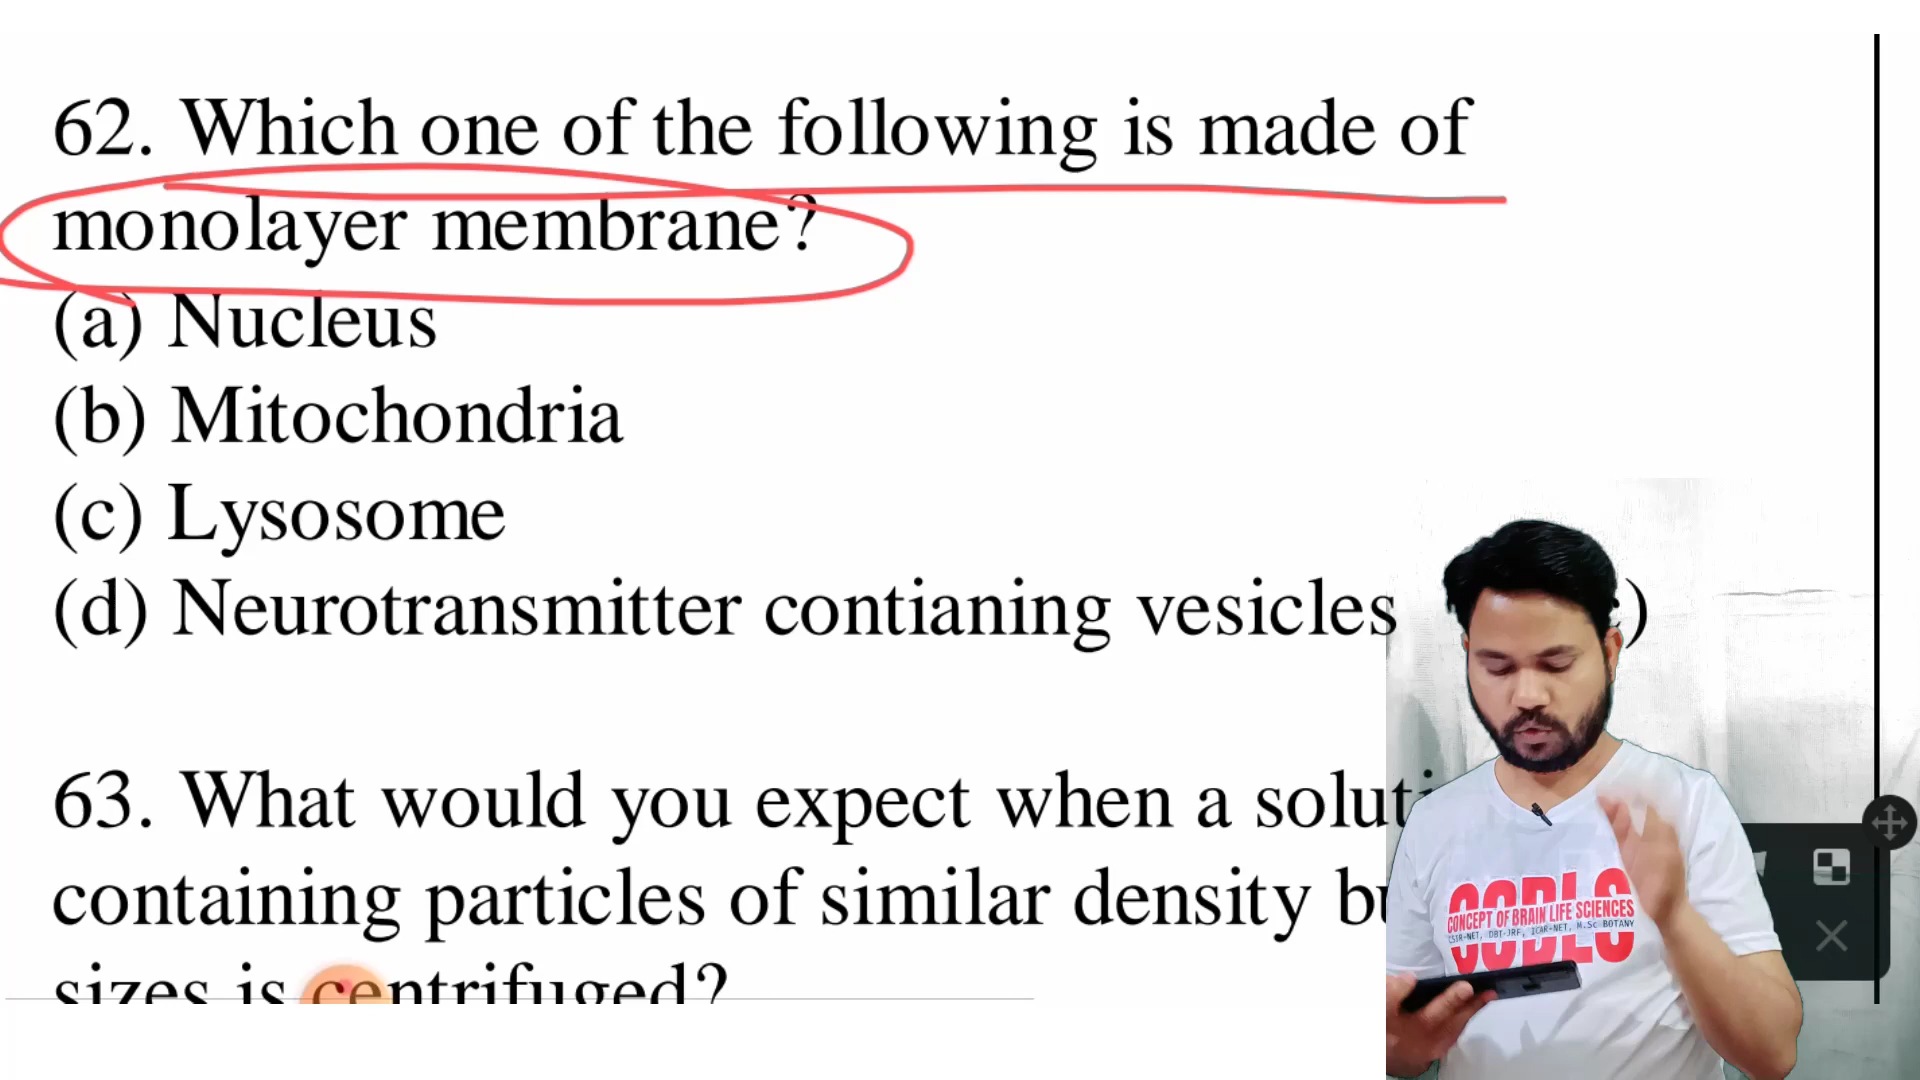 62. Which one of the following is made of
monolayer membrane?
(a) Nucleus
(b) Mitochondria
(c) Lysosome
(d) Neurotransmitter contianing vesicles
63. What would you expect when a
containing particles of similar density
sizes is centrifuged?
CONCEPT OF BRAIN LIFE SCIENCES
CSIR-NET, DBT-JRF, ICAR-NET, M.Sc BOTANY